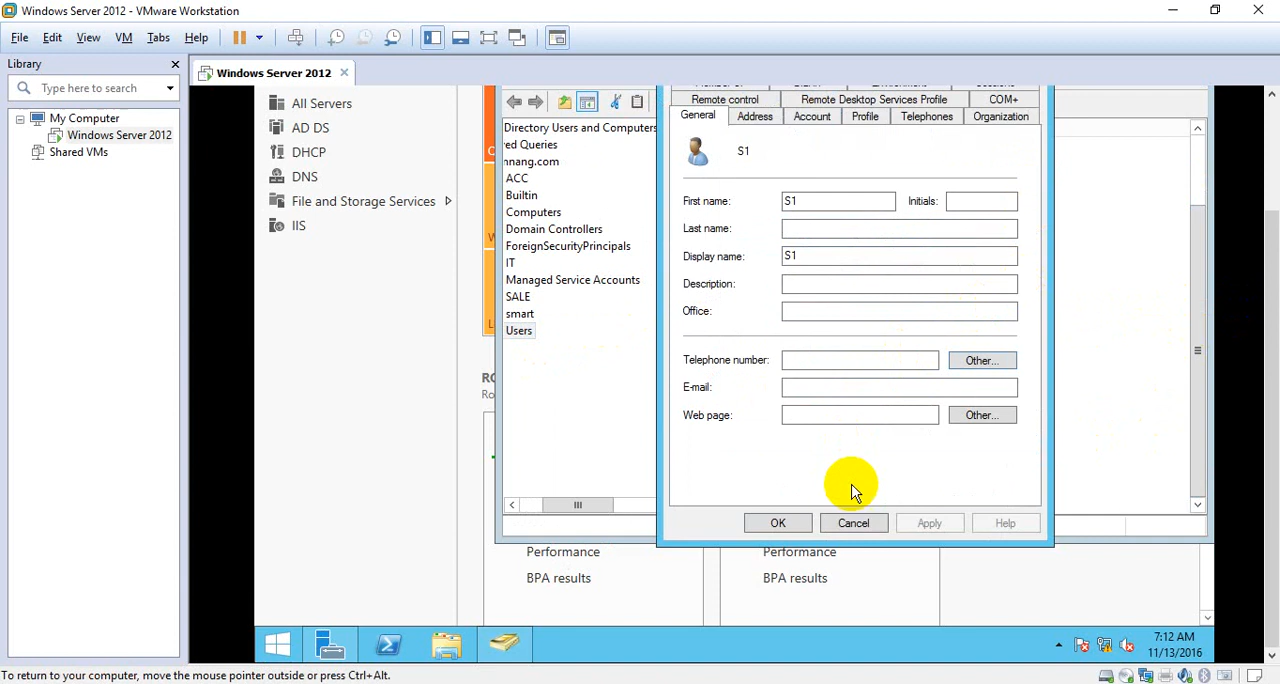 Windows Server 2012 - VMware Workstation
File Edit View VM Tabs Help
Library
Type here to search
My Computer
Windows Server 2012
Shared VMs
Windows Server 2012
All Servers
AD DS
DHCP
DNS
File and Storage Services
IIS
Directory Users and Computers
ed Queries
nnang.com
ACC
Builtin
Computers
Domain Controllers
ForeignSecurityPrincipals
IT
Managed Service Accounts
SALE
smart
Users
Remote control Remote Desktop Services Profile COM+
General Address Account Profile Telephones Organization
S1
First name: S1 Initials:
Last name:
Display name: S1
Description:
Office:
Telephone number: Other...
E-mail:
Web page: Other...
OK Cancel Apply Help
Performance Performance
BPA results BPA results
7:12 AM
11/13/2016
To return to your computer, move the mouse pointer outside or press Ctrl+Alt.